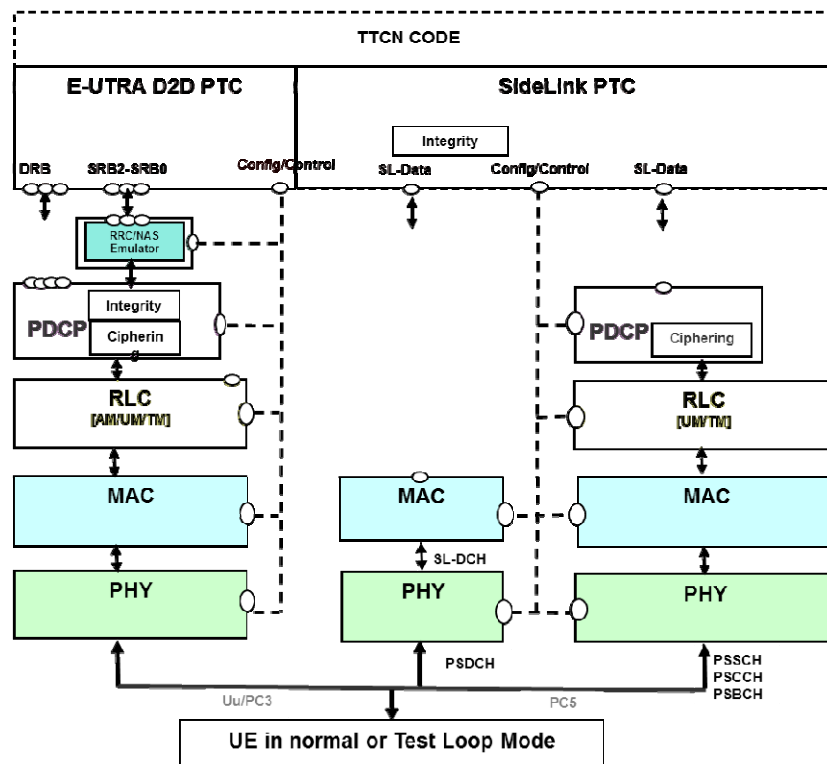 TTCN CODE
E-UTRA D2D PTC
SideLink PTC
Integrity
DRB
SRB2-SRB0
Config/Control
SL-Data
Config/Control
SL-Data
RRC/NAS
Emulator
PDCP
Integrity
Cipherin
g
PDCP
Ciphering
RLC
[AM/UM/TM]
RLC
[UM/TM]
MAC
MAC
MAC
SL-DCH
PHY
PHY
PHY
PSDCH
PSSCH
PSCCH
PSBCH
Uu/PC3
PC5
UE in normal or Test Loop Mode